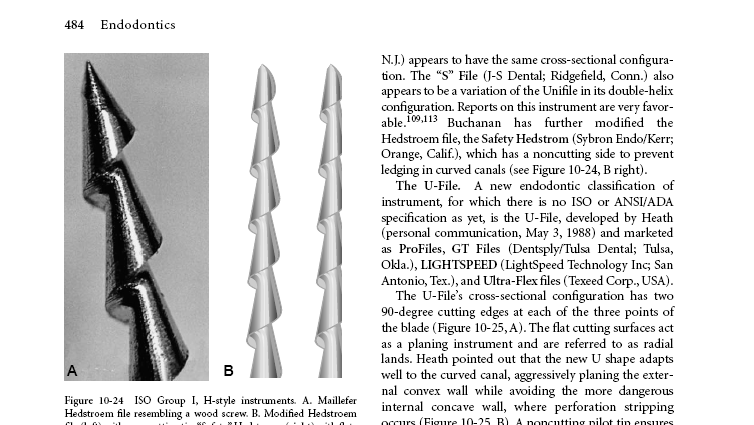 484 Endodontics
A
B
Figure 10-24 ISO Group I, H-style instruments. A. Maillefer
Hedstroem file resembling a wood screw. B. Modified Hedstroem
N.J.) appears to have the same cross-sectional configura-
tion. The “S” File (J-S Dental; Ridgefield, Conn.) also
appears to be a variation of the Unifile in its double-helix
configuration. Reports on this instrument are very favor-
able.109,113 Buchanan has further modified the
Hedstroem file, the Safety Hedstrom (Sybron Endo/Kerr;
Orange, Calif.), which has a noncutting side to prevent
ledging in curved canals (see Figure 10-24, B right).
The U-File. A new endodontic classification of
instrument, for which there is no ISO or ANSI/ADA
specification as yet, is the U-File, developed by Heath
(personal communication, May 3, 1988) and marketed
as ProFiles, GT Files (Dentsply/Tulsa Dental; Tulsa,
Okla.), LIGHTSPEED (LightSpeed Technology Inc; San
Antonio, Tex.), and Ultra-Flex files (Texeed Corp., USA).
The U-File’s cross-sectional configuration has two
90-degree cutting edges at each of the three points of
the blade (Figure 10-25, A). The flat cutting surfaces act
as a planing instrument and are referred to as radial
lands. Heath pointed out that the new U shape adapts
well to the curved canal, aggressively planing the exter-
nal convex wall while avoiding the more dangerous
internal concave wall, where perforation stripping
occurs (Figure 10-25, B). A noncutting pilot tip ensures